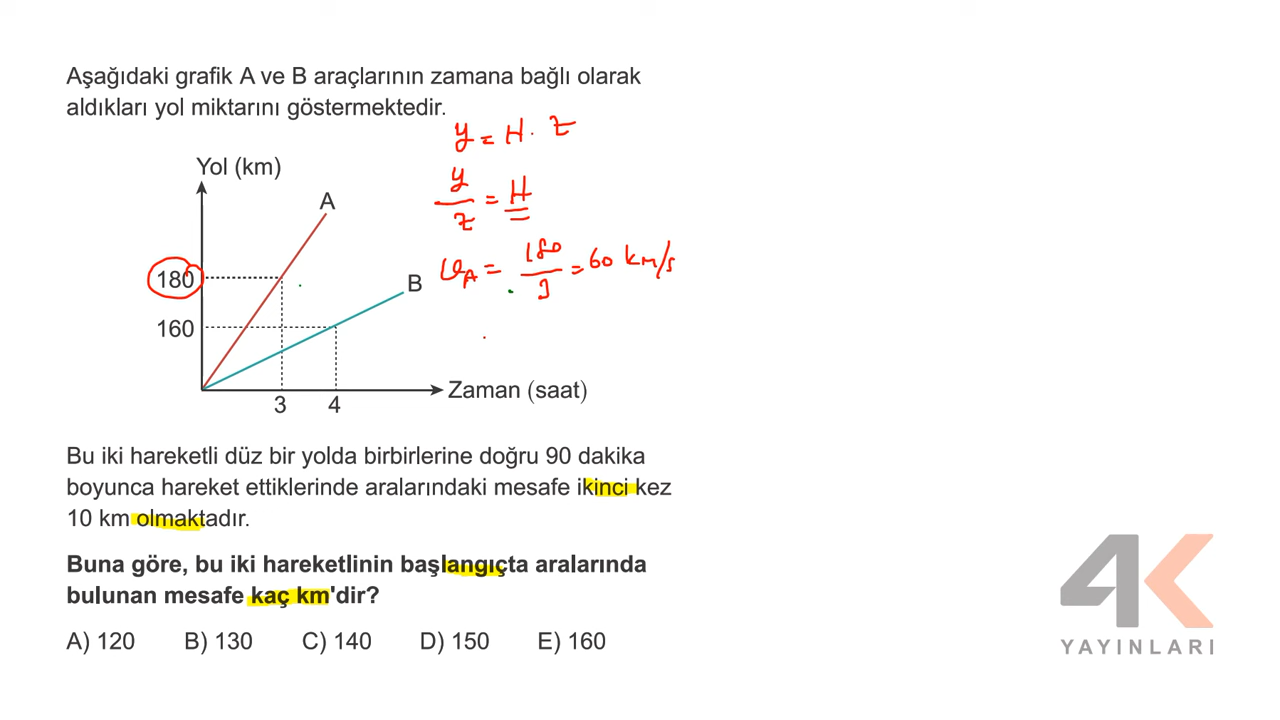 Aşağıdaki grafik A ve B araçlarının zamana bağlı olarak
aldıkları yol miktarını göstermektedir.
y = H . Z
Yol (km)
y/z = H
A
180
B
ϑA = 180/3 = 60 km/s
160
3
4
Zaman (saat)
Bu iki hareketli düz bir yolda birbirlerine doğru 90 dakika
boyunca hareket ettiklerinde aralarındaki mesafe ikinci kez
10 km olmaktadır.
Buna göre, bu iki hareketlinin başlangıçta aralarında
bulunan mesafe kaç km'dir?
A) 120 B) 130 C) 140 D) 150 E) 160
4K
YAYINLARI